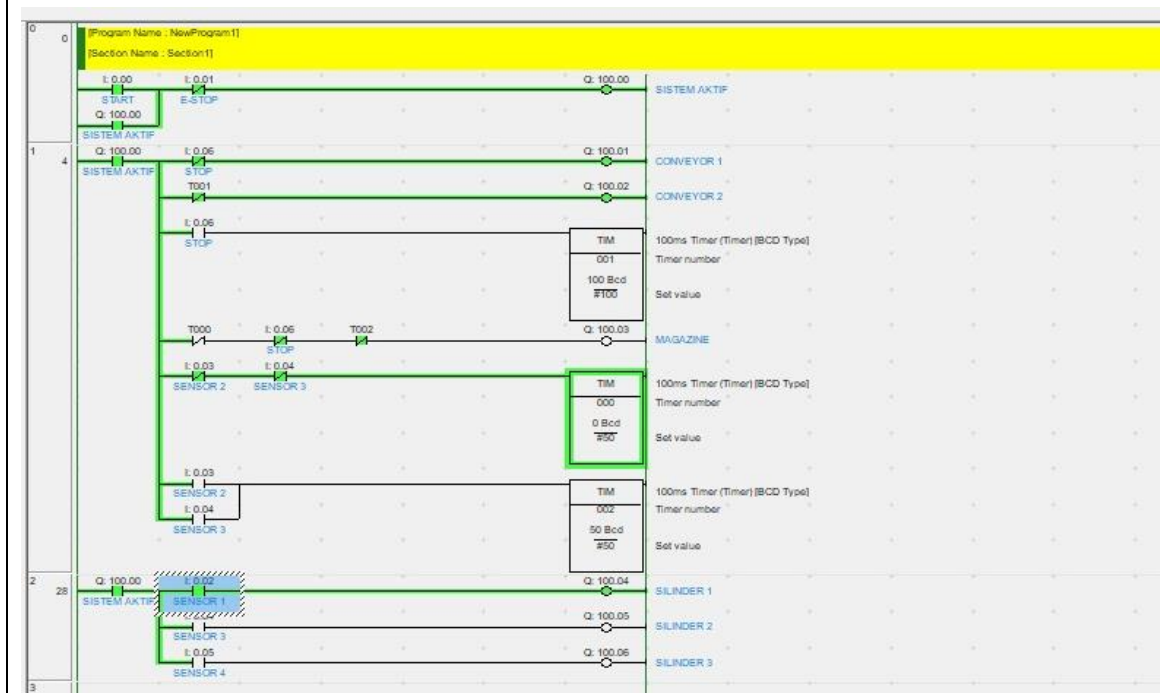 0
0
[Program Name : NewProgram1]
[Section Name : Section1]
I: 0.00 I: 0.01 Q: 100.00
START E-STOP SISTEM AKTIF
Q: 100.00
SISTEM AKTIF
1
4
Q: 100.00 I: 0.06 Q: 100.01
SISTEM AKTIF STOP CONVEYOR 1
T001 Q: 100.02
CONVEYOR 2
I: 0.06
STOP
TIM 100ms Timer (Timer) [BCD Type]
001 Timer number
100 Bcd
#100 Set value
T000 I: 0.06 T002 Q: 100.03
STOP MAGAZINE
I: 0.03 I: 0.04
SENSOR 2 SENSOR 3
TIM 100ms Timer (Timer) [BCD Type]
000 Timer number
0 Bcd
#50 Set value
I: 0.03
SENSOR 2
TIM 100ms Timer (Timer) [BCD Type]
I: 0.04 002 Timer number
SENSOR 3
50 Bcd
#50 Set value
2
28
Q: 100.00 I: 0.02 Q: 100.04
SISTEM AKTIF SENSOR 1 SILINDER 1
Q: 100.05
SENSOR 3 SILINDER 2
I: 0.05 Q: 100.06
SENSOR 4 SILINDER 3
3